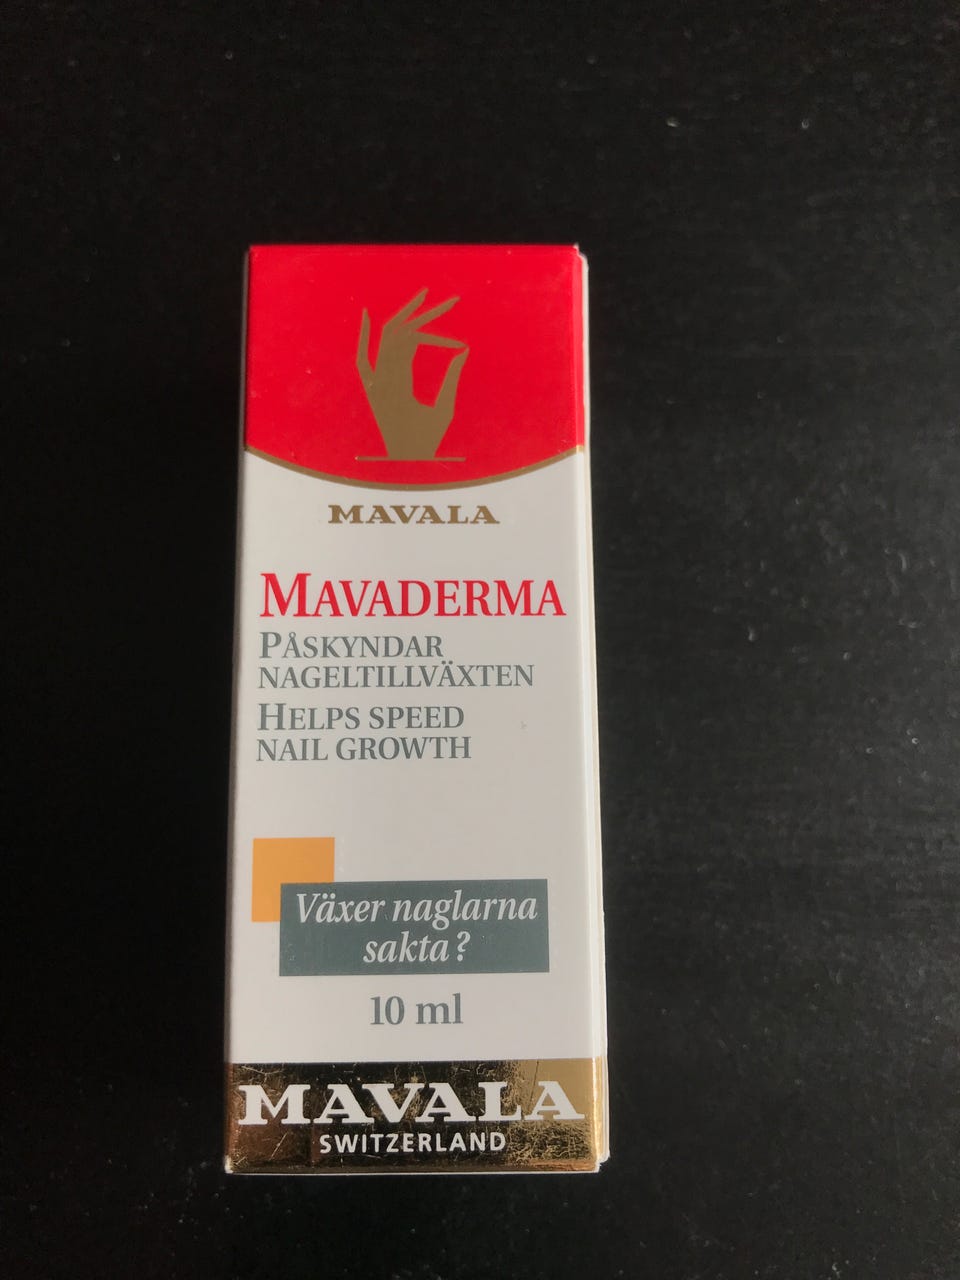 MAVALA
MAVADERMA
PÅSKYNDAR
NAGELTILLVÄXTEN
HELPS SPEED
NAIL GROWTH
Växer naglarna
sakta?
10 ml
MAVALA
SWITZERLAND